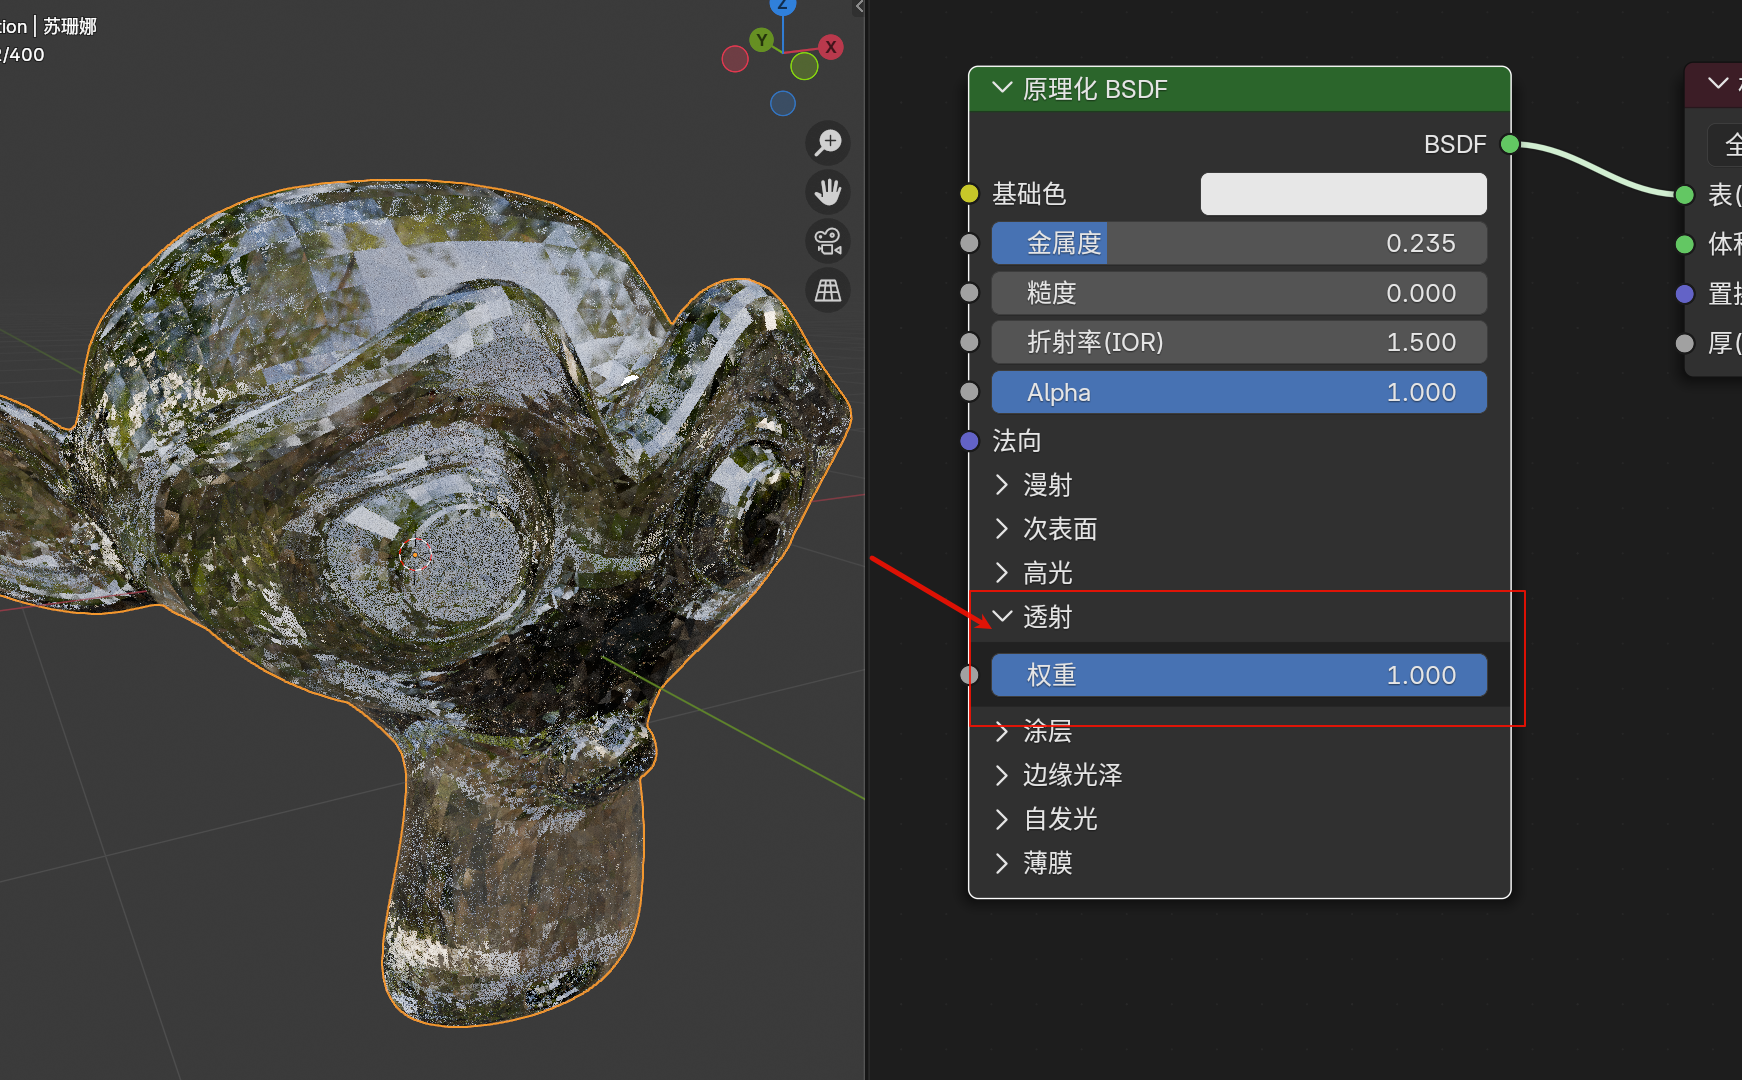 tion | 苏珊娜
/400
Z
Y
X
原理化 BSDF
BSDF
基础色
金属度 0.235
糙度 0.000
折射率(IOR) 1.500
Alpha 1.000
法向
漫射
次表面
高光
透射
权重 1.000
涂层
边缘光泽
自发光
薄膜
全
表(
体积
置换
厚(